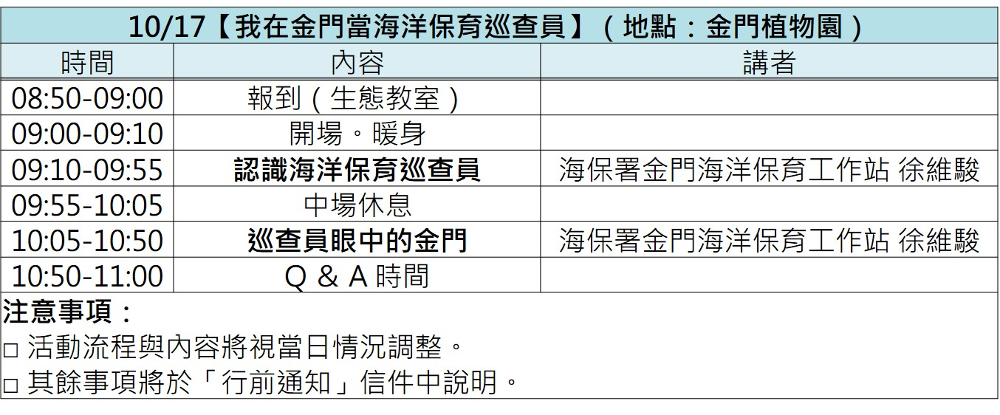 10/17【我在金門當海洋保育巡查員】（地點：金門植物園）
時間 內容 講者
08:50-09:00 報到（生態教室）
09:00-09:10 開場。暖身
09:10-09:55 認識海洋保育巡查員 海保署金門海洋保育工作站 徐維駿
09:55-10:05 中場休息
10:05-10:50 巡查員眼中的金門 海保署金門海洋保育工作站 徐維駿
10:50-11:00 Q & A 時間
注意事項：
□ 活動流程與內容將視當日情況調整。
□ 其餘事項將於「行前通知」信件中說明。